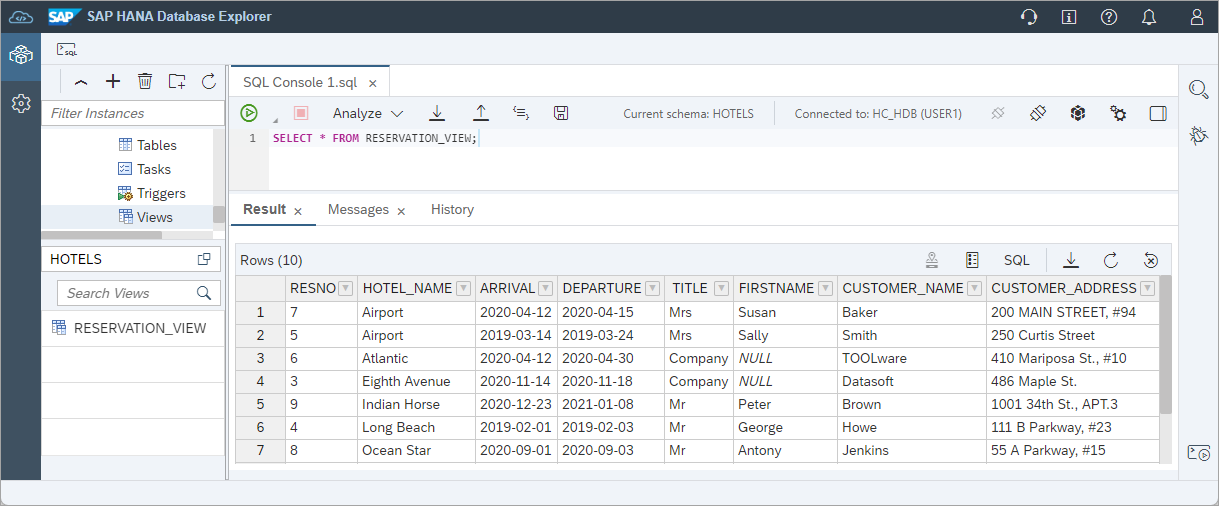 SAP SAP HANA Database Explorer
SQL
Filter Instances
Tables
Tasks
Triggers
Views
HOTELS
Search Views
RESERVATION_VIEW
SQL Console 1.sql
Analyze Current schema: HOTELS Connected to: HC_HDB (USER1)
1 SELECT * FROM RESERVATION_VIEW;
Result Messages History
Rows (10) SQL
RESNO HOTEL_NAME ARRIVAL DEPARTURE TITLE FIRSTNAME CUSTOMER_NAME CUSTOMER_ADDRESS
1 7 Airport 2020-04-12 2020-04-15 Mrs Susan Baker 200 MAIN STREET, #94
2 5 Airport 2019-03-14 2019-03-24 Mrs Sally Smith 250 Curtis Street
3 6 Atlantic 2020-04-12 2020-04-30 Company NULL TOOLware 410 Mariposa St., #10
4 3 Eighth Avenue 2020-11-14 2020-11-18 Company NULL Datasoft 486 Maple St.
5 9 Indian Horse 2020-12-23 2021-01-08 Mr Peter Brown 1001 34th St., APT.3
6 4 Long Beach 2019-02-01 2019-02-03 Mr George Howe 111 B Parkway, #23
7 8 Ocean Star 2020-09-01 2020-09-03 Mr Antony Jenkins 55 A Parkway, #15